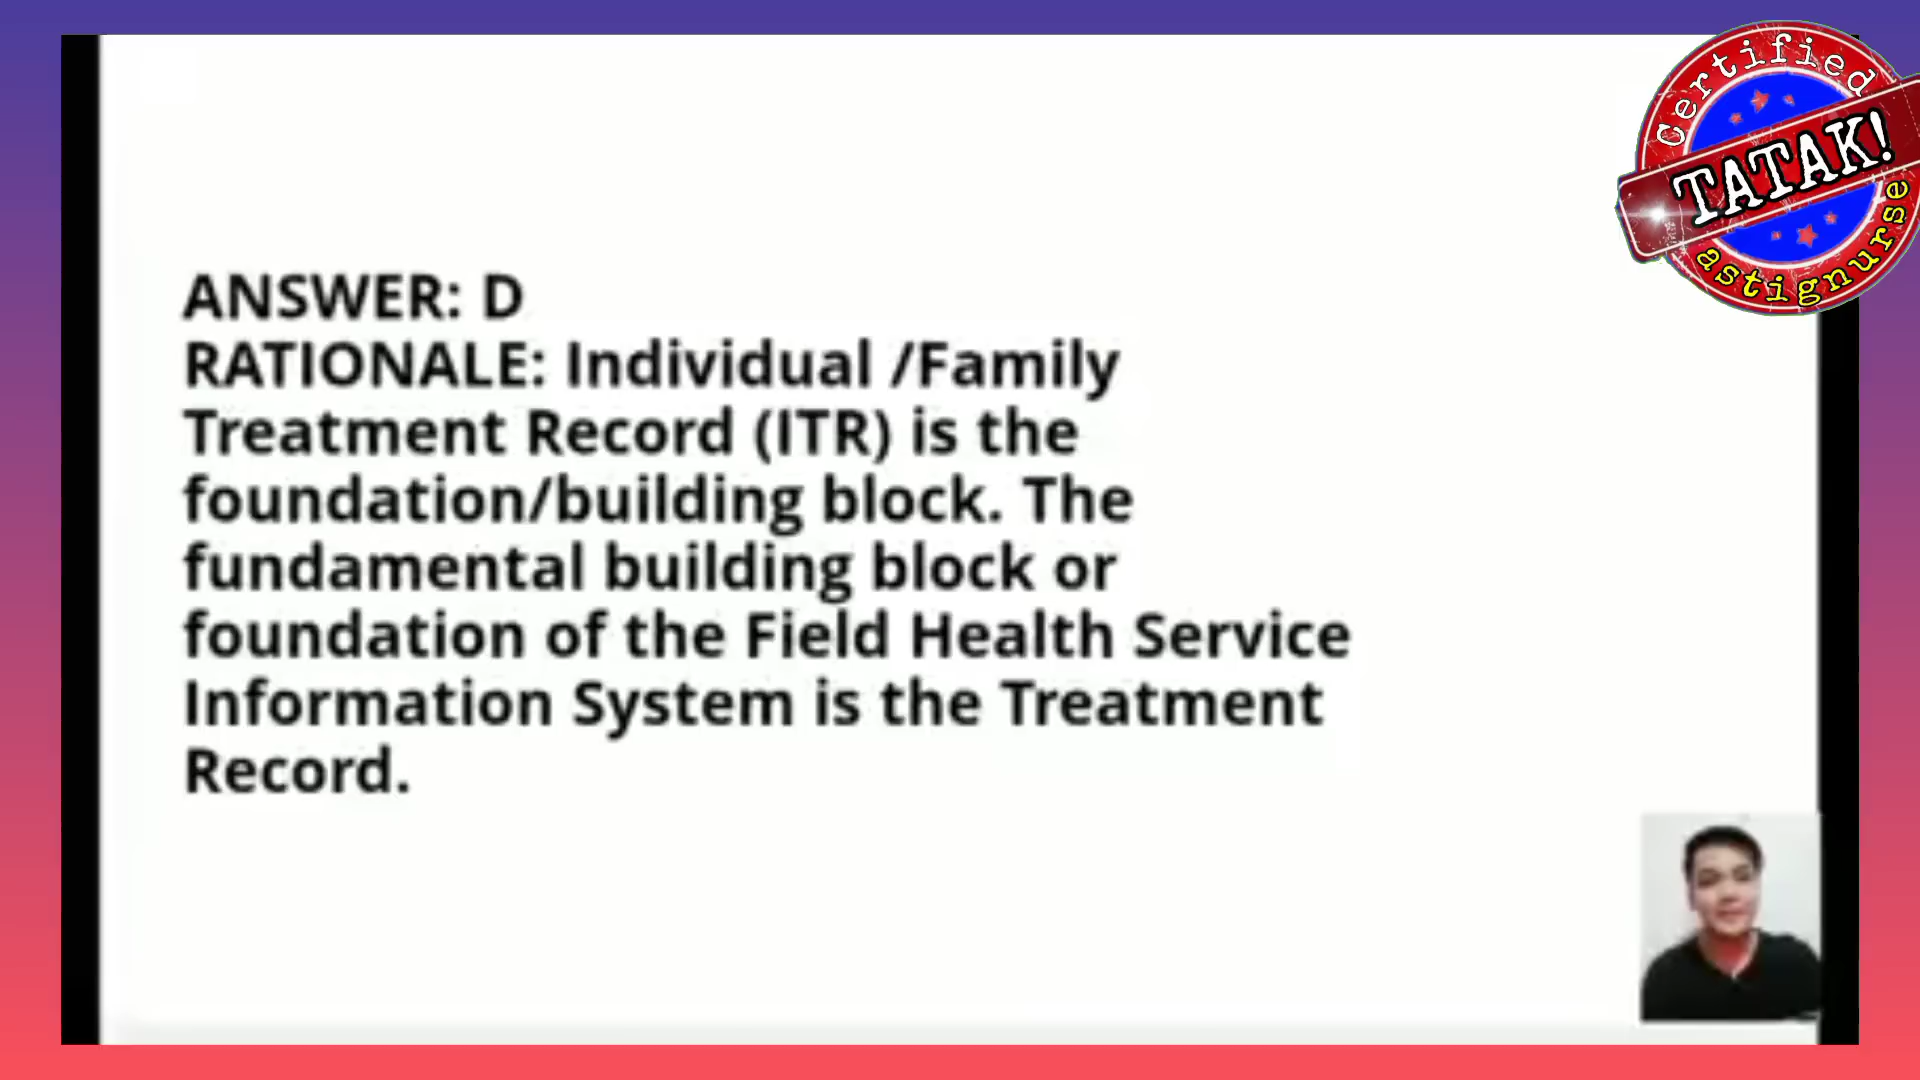 ANSWER: D
RATIONALE: Individual /Family
Treatment Record (ITR) is the
foundation/building block. The
fundamental building block or
foundation of the Field Health Service
Information System is the Treatment
Record.
Certified
TATAK!
astignurse